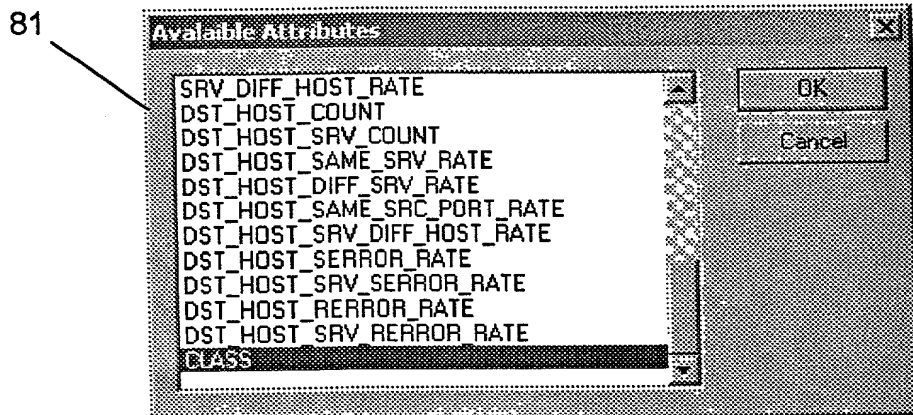 81
Avalaible Attributes
SRV_DIFF_HOST_RATE
DST_HOST_COUNT
DST_HOST_SRV_COUNT
DST_HOST_SAME_SRV_RATE
DST_HOST_DIFF_SRV_RATE
DST_HOST_SAME_SRC_PORT_RATE
DST_HOST_SRV_DIFF_HOST_RATE
DST_HOST_SERROR_RATE
DST_HOST_SRV_SERROR_RATE
DST_HOST_RERROR_RATE
DST_HOST_SRV_RERROR_RATE
CLASS
OK
Cancel